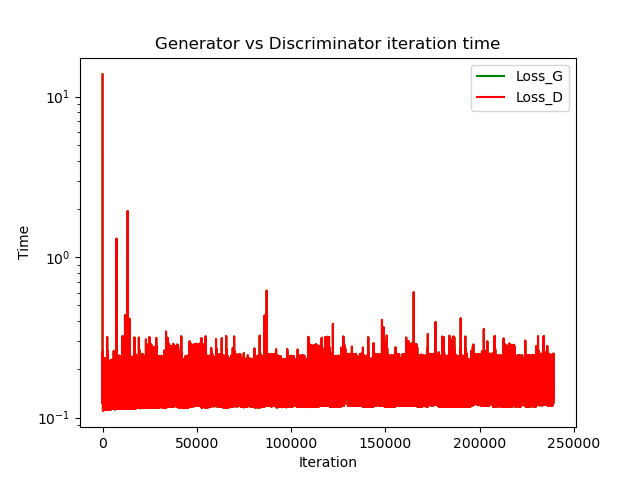 Generator vs Discriminator iteration time
Loss_G
Loss_D
10^1
10^0
10^-1
Time
0 50000 100000 150000 200000 250000
Iteration